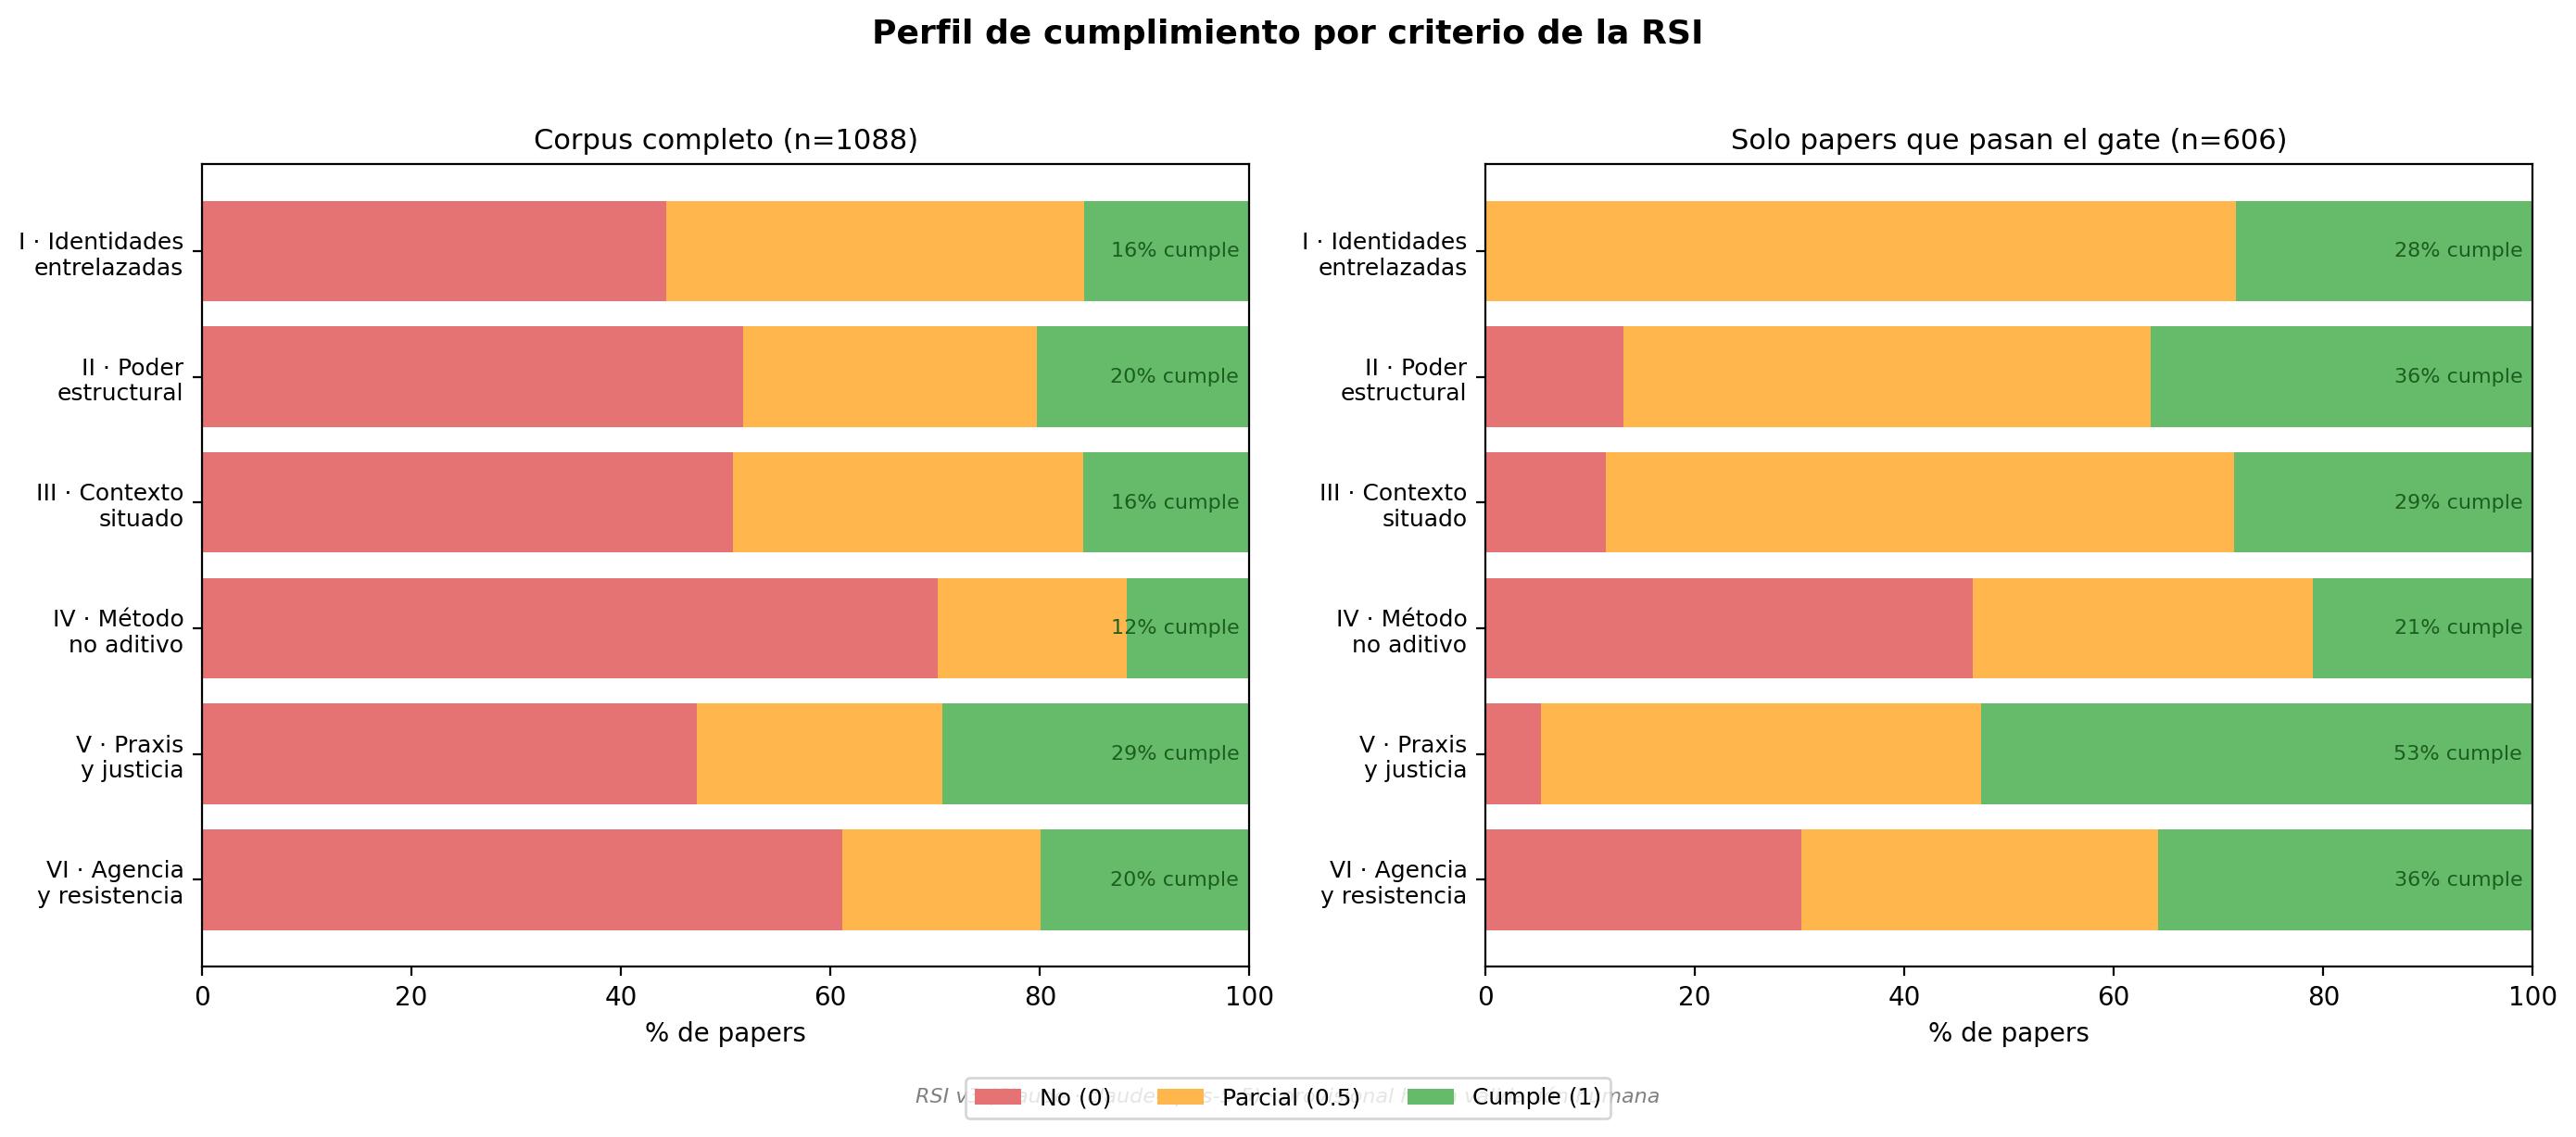 Perfil de cumplimiento por criterio de la RSI
Corpus completo (n=1088)
I · Identidades
entrelazadas
16% cumple
II · Poder
estructural
20% cumple
III · Contexto
situado
16% cumple
IV · Método
no aditivo
12% cumple
V · Praxis
y justicia
29% cumple
VI · Agencia
y resistencia
20% cumple
0 20 40 60 80 100
% de papers
Solo papers que pasan el gate (n=606)
I · Identidades
entrelazadas
28% cumple
II · Poder
estructural
36% cumple
III · Contexto
situado
29% cumple
IV · Método
no aditivo
21% cumple
V · Praxis
y justicia
53% cumple
VI · Agencia
y resistencia
36% cumple
0 20 40 60 80 100
% de papers
No (0) Parcial (0.5) Cumple (1)
RSI